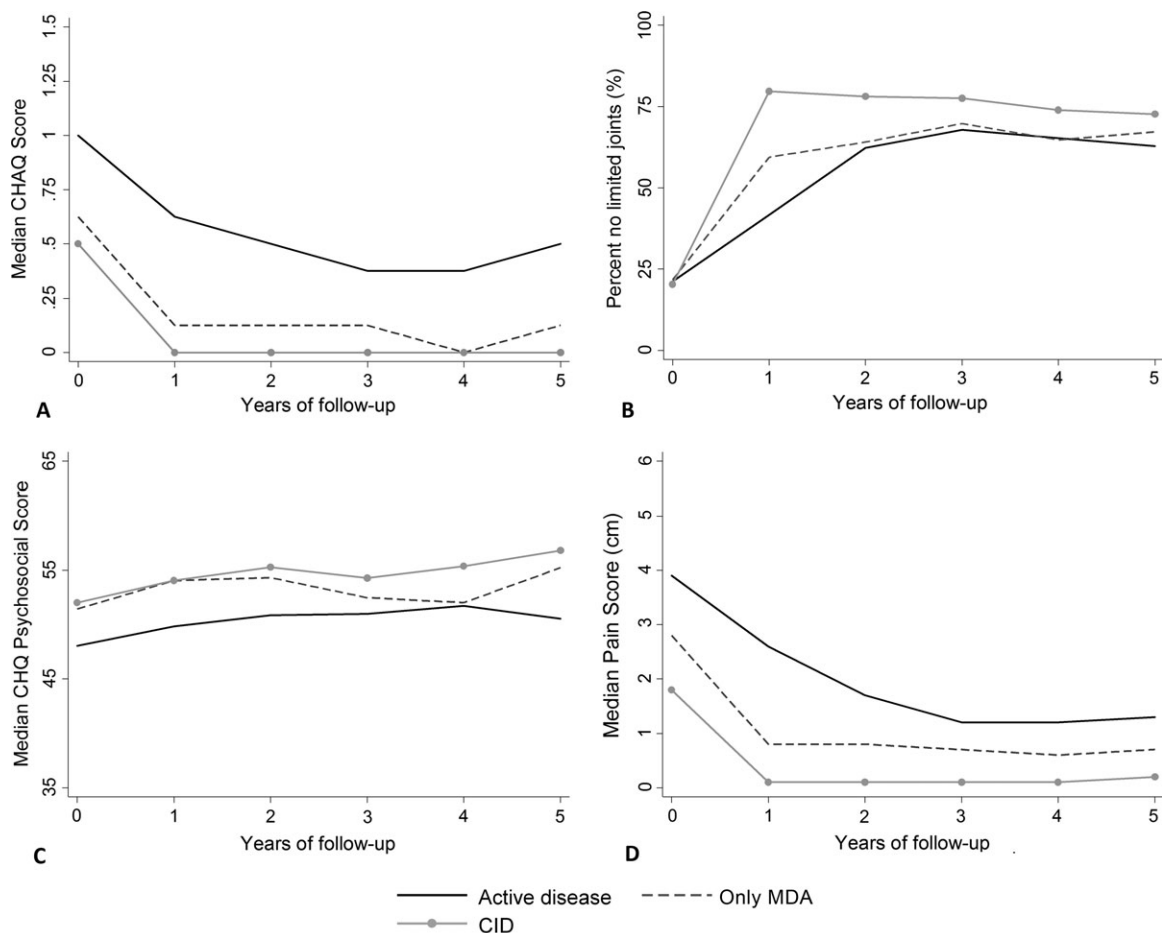 Median CHAQ Score
1.5
1.25
1
.75
.5
.25
0
0 1 2 3 4 5
Years of follow-up
A
Percent no limited joints (%)
100
75
50
25
0
0 1 2 3 4 5
Years of follow-up
B
Median CHQ Psychosocial Score
65
55
45
35
0 1 2 3 4 5
Years of follow-up
C
Median Pain Score (cm)
6
5
4
3
2
1
0
0 1 2 3 4 5
Years of follow-up
D
Active disease
Only MDA
CID